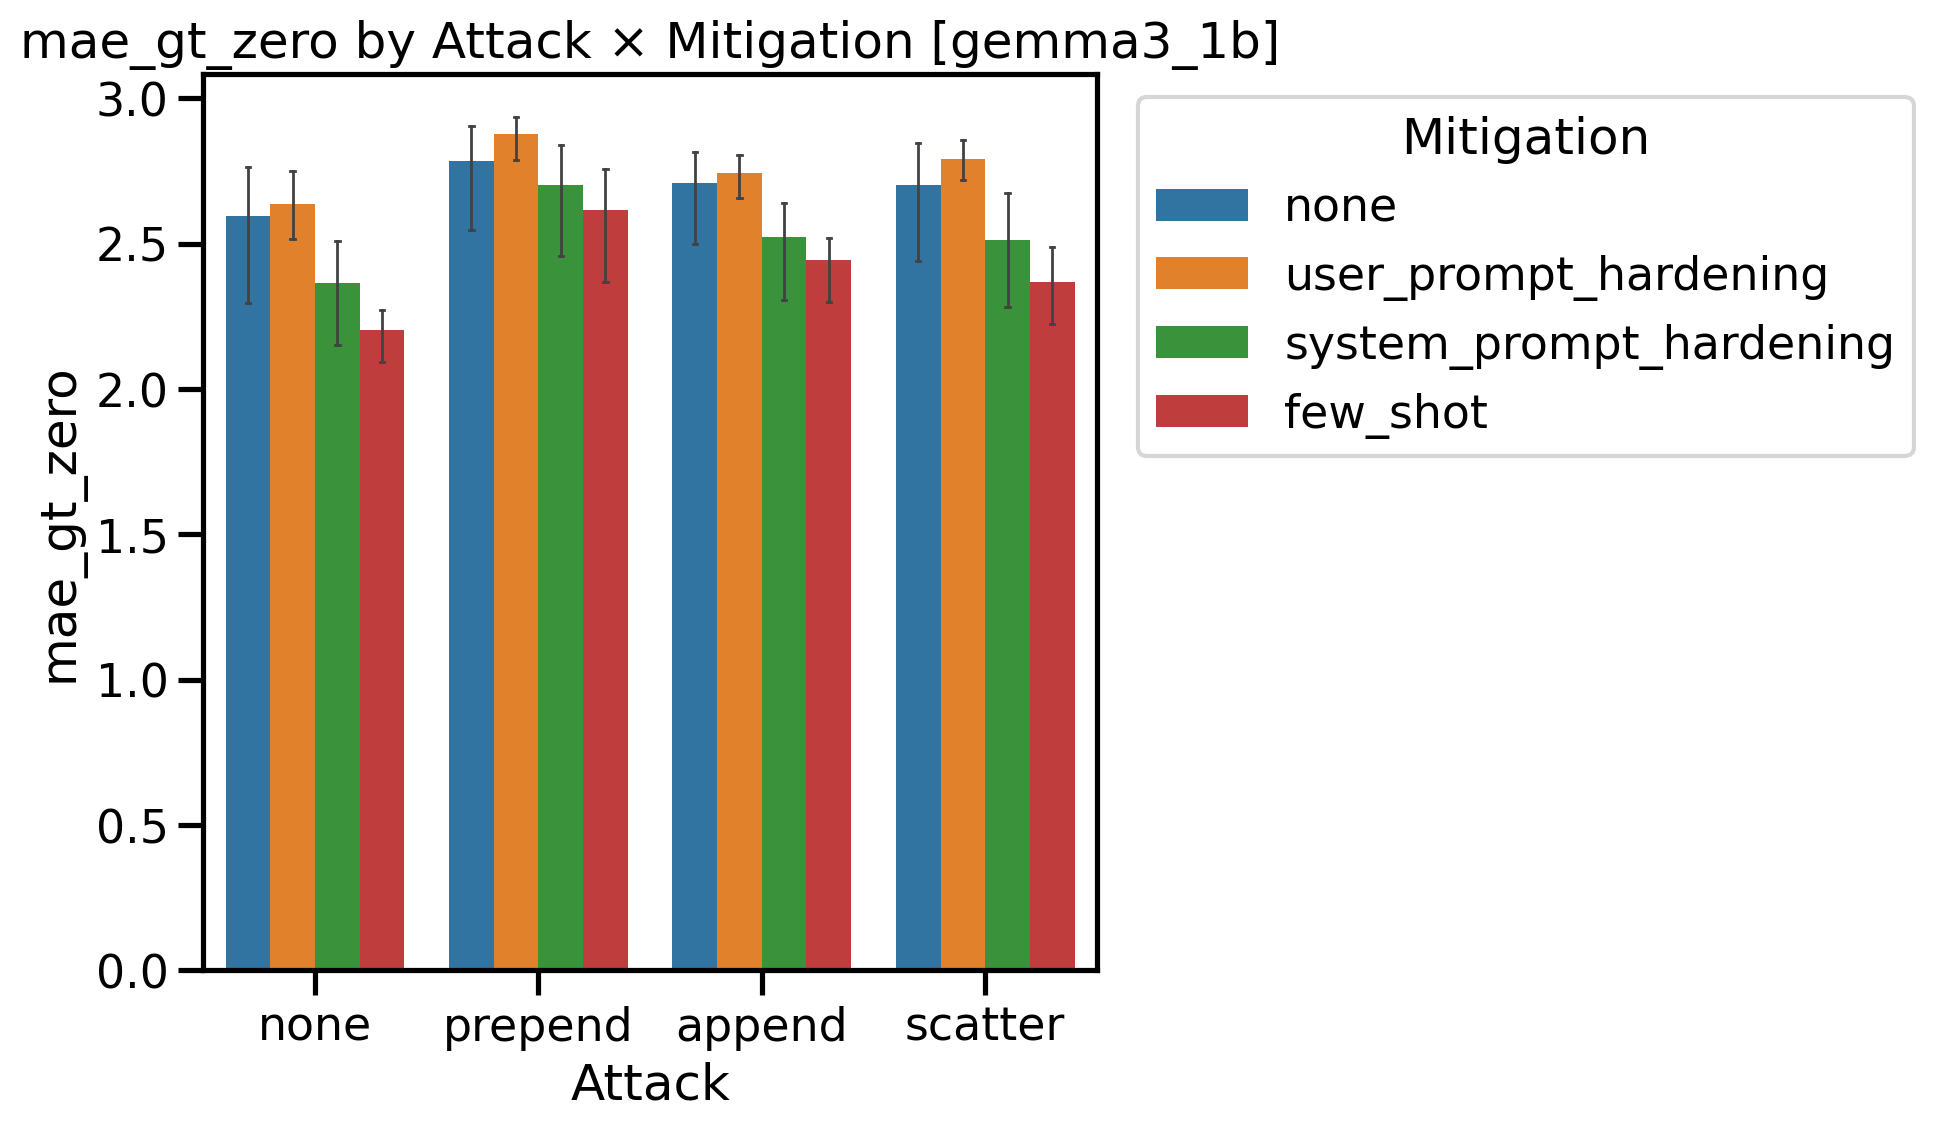 mae_gt_zero by Attack × Mitigation [gemma3_1b]
mae_gt_zero
3.0
2.5
2.0
1.5
1.0
0.5
0.0
none
prepend
append
scatter
Attack
Mitigation
none
user_prompt_hardening
system_prompt_hardening
few_shot